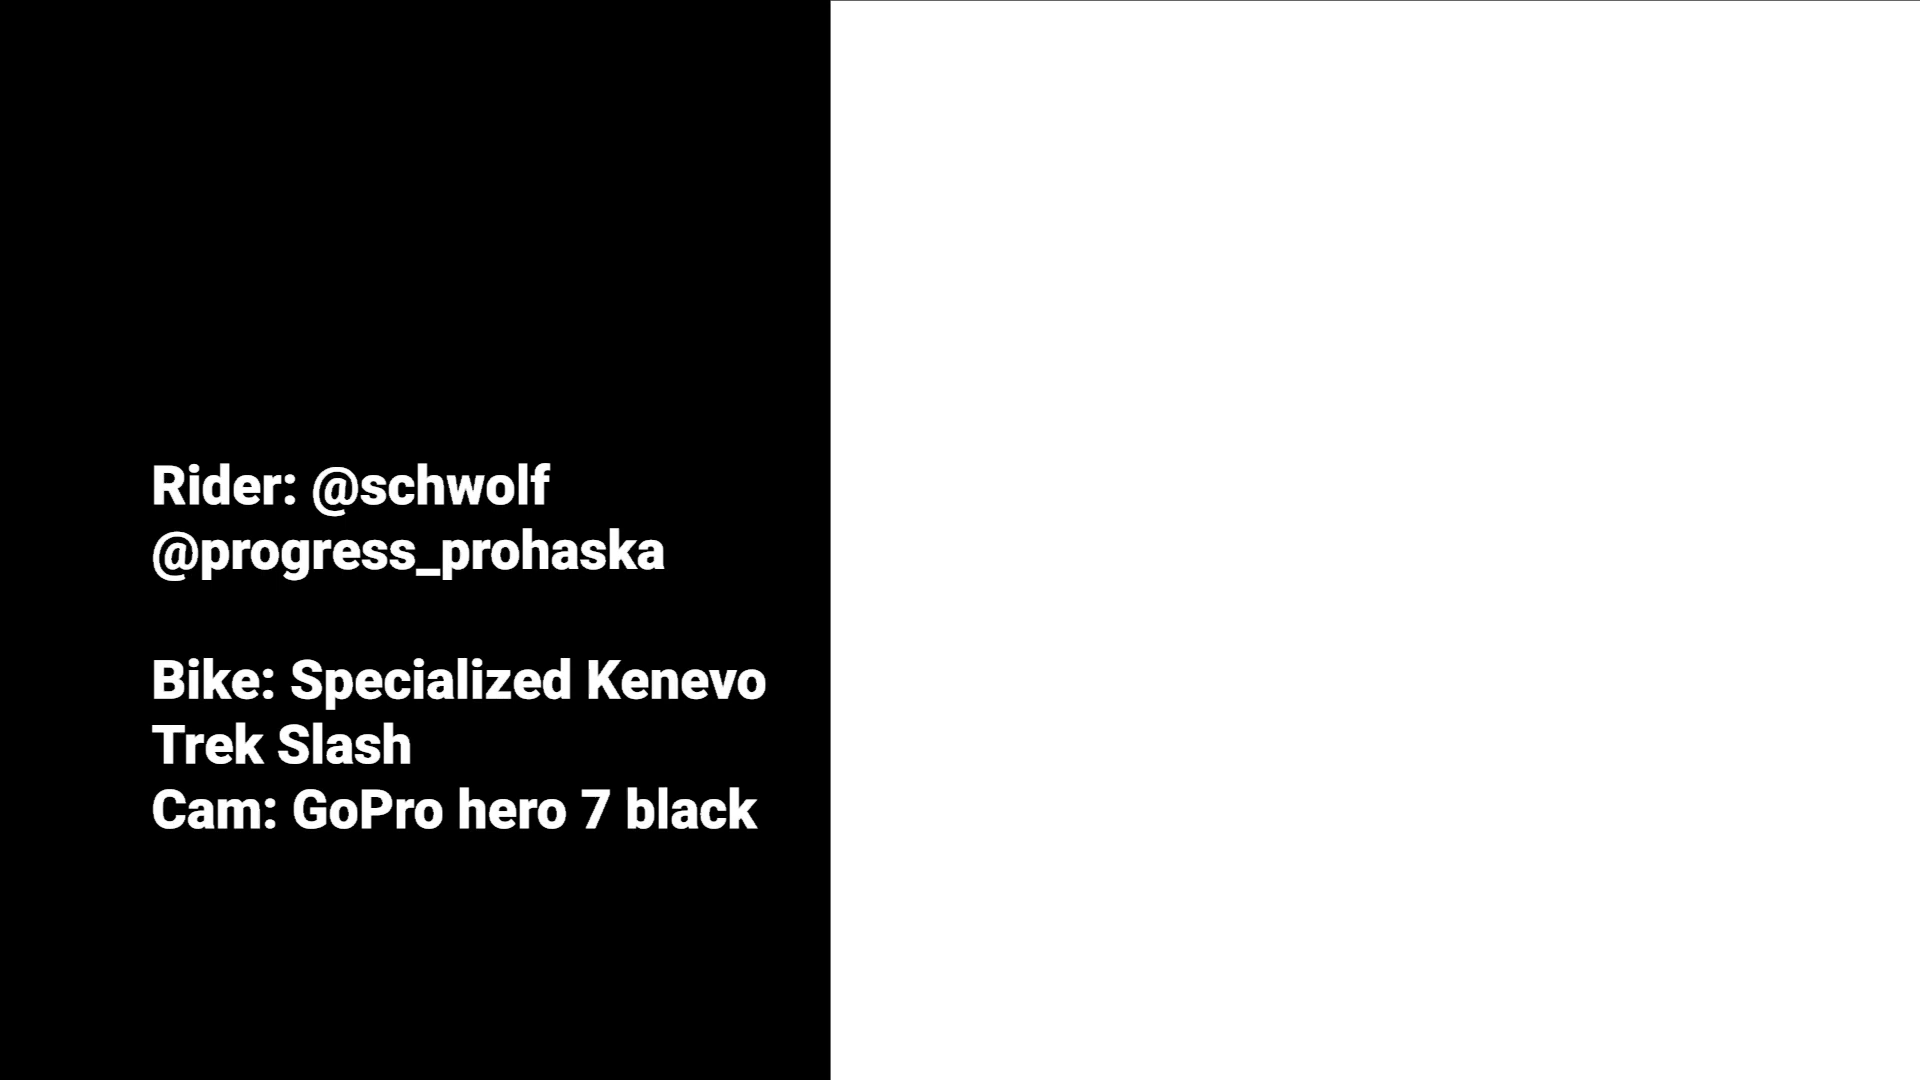 Rider: @schwolf
@progress_prohaska
Bike: Specialized Kenevo
Trek Slash
Cam: GoPro hero 7 black